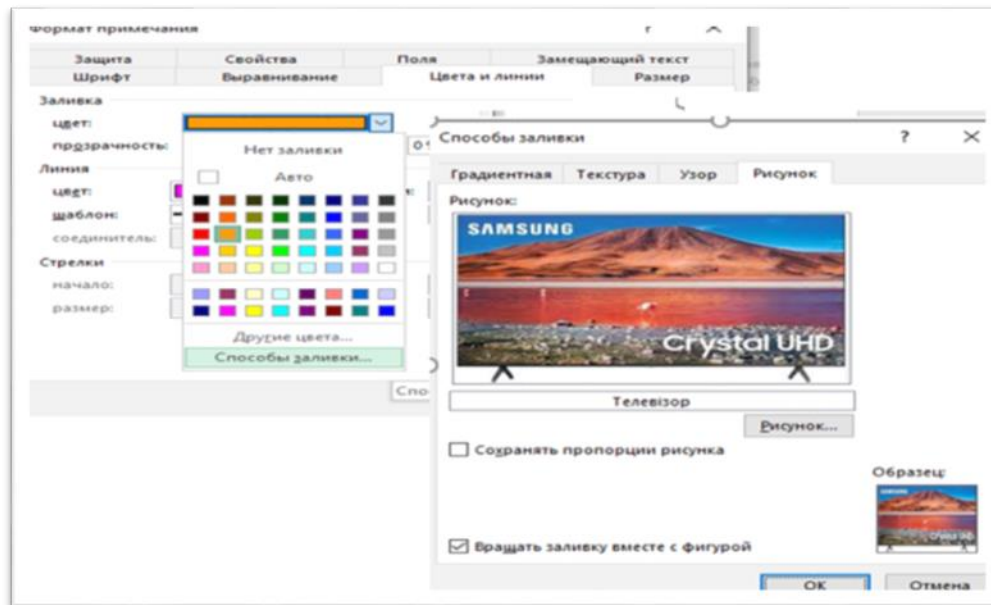 Формат примечания
Защита Свойства Поля Замещающий текст
Шрифт Выравнивание Цвета и линии Размер
Заливка
цвет:
прозрачность:
Нет заливки
Авто
Линия
цвет:
шаблон:
соединитель:
Стрелки
начало:
размер:
Другие цвета...
Способы заливки...
Спо
Способы заливки ?
Градиентная Текстура Узор Рисунок
Рисунок:
SAMSUNG
Crystal UHD
Телевізор
Рисунок...
Сохранять пропорции рисунка
Образец:
Вращать заливку вместе с фигурой
ОК Отмена